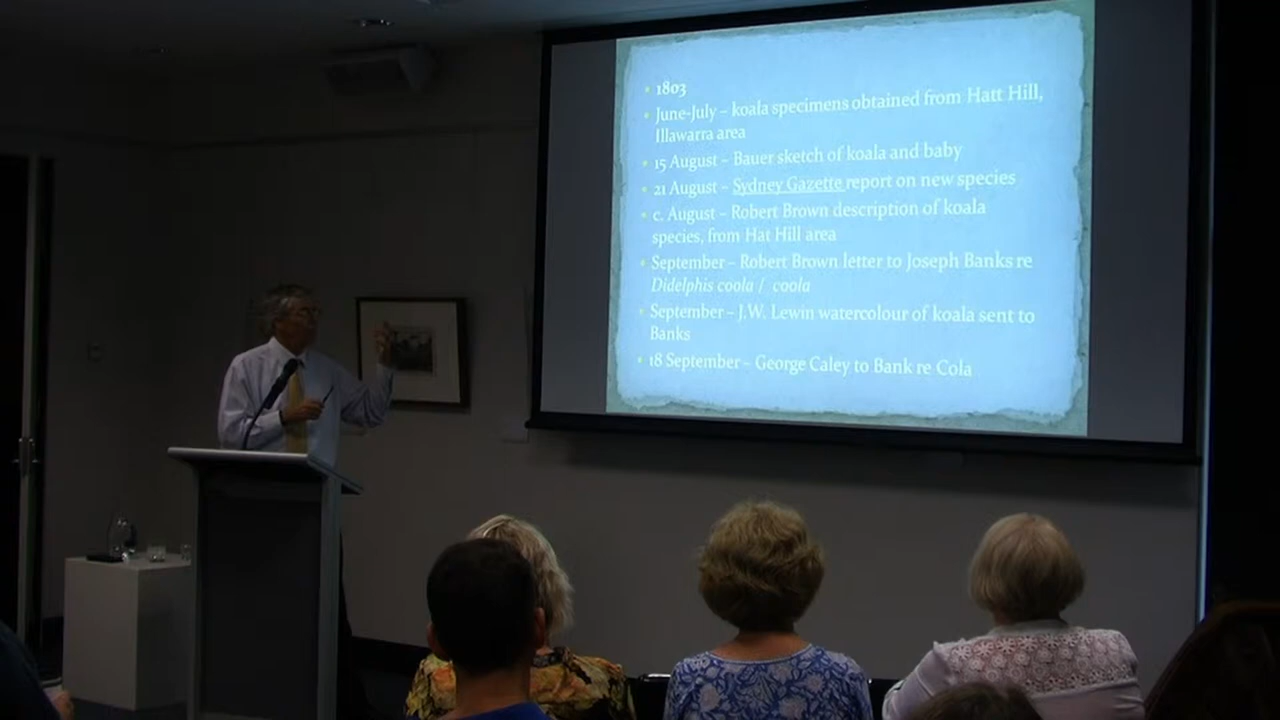 1803
June-July – koala specimens obtained from Hatt Hill,
Illawarra area
15 August – Bauer sketch of koala and baby
21 August – Sydney Gazette report on new species
c. August – Robert Brown description of koala
species, from Hat Hill area
September – Robert Brown letter to Joseph Banks re
Didelphis coola / coola
September – J.W. Lewin watercolour of koala sent to
Banks
18 September – George Caley to Bank re Cola